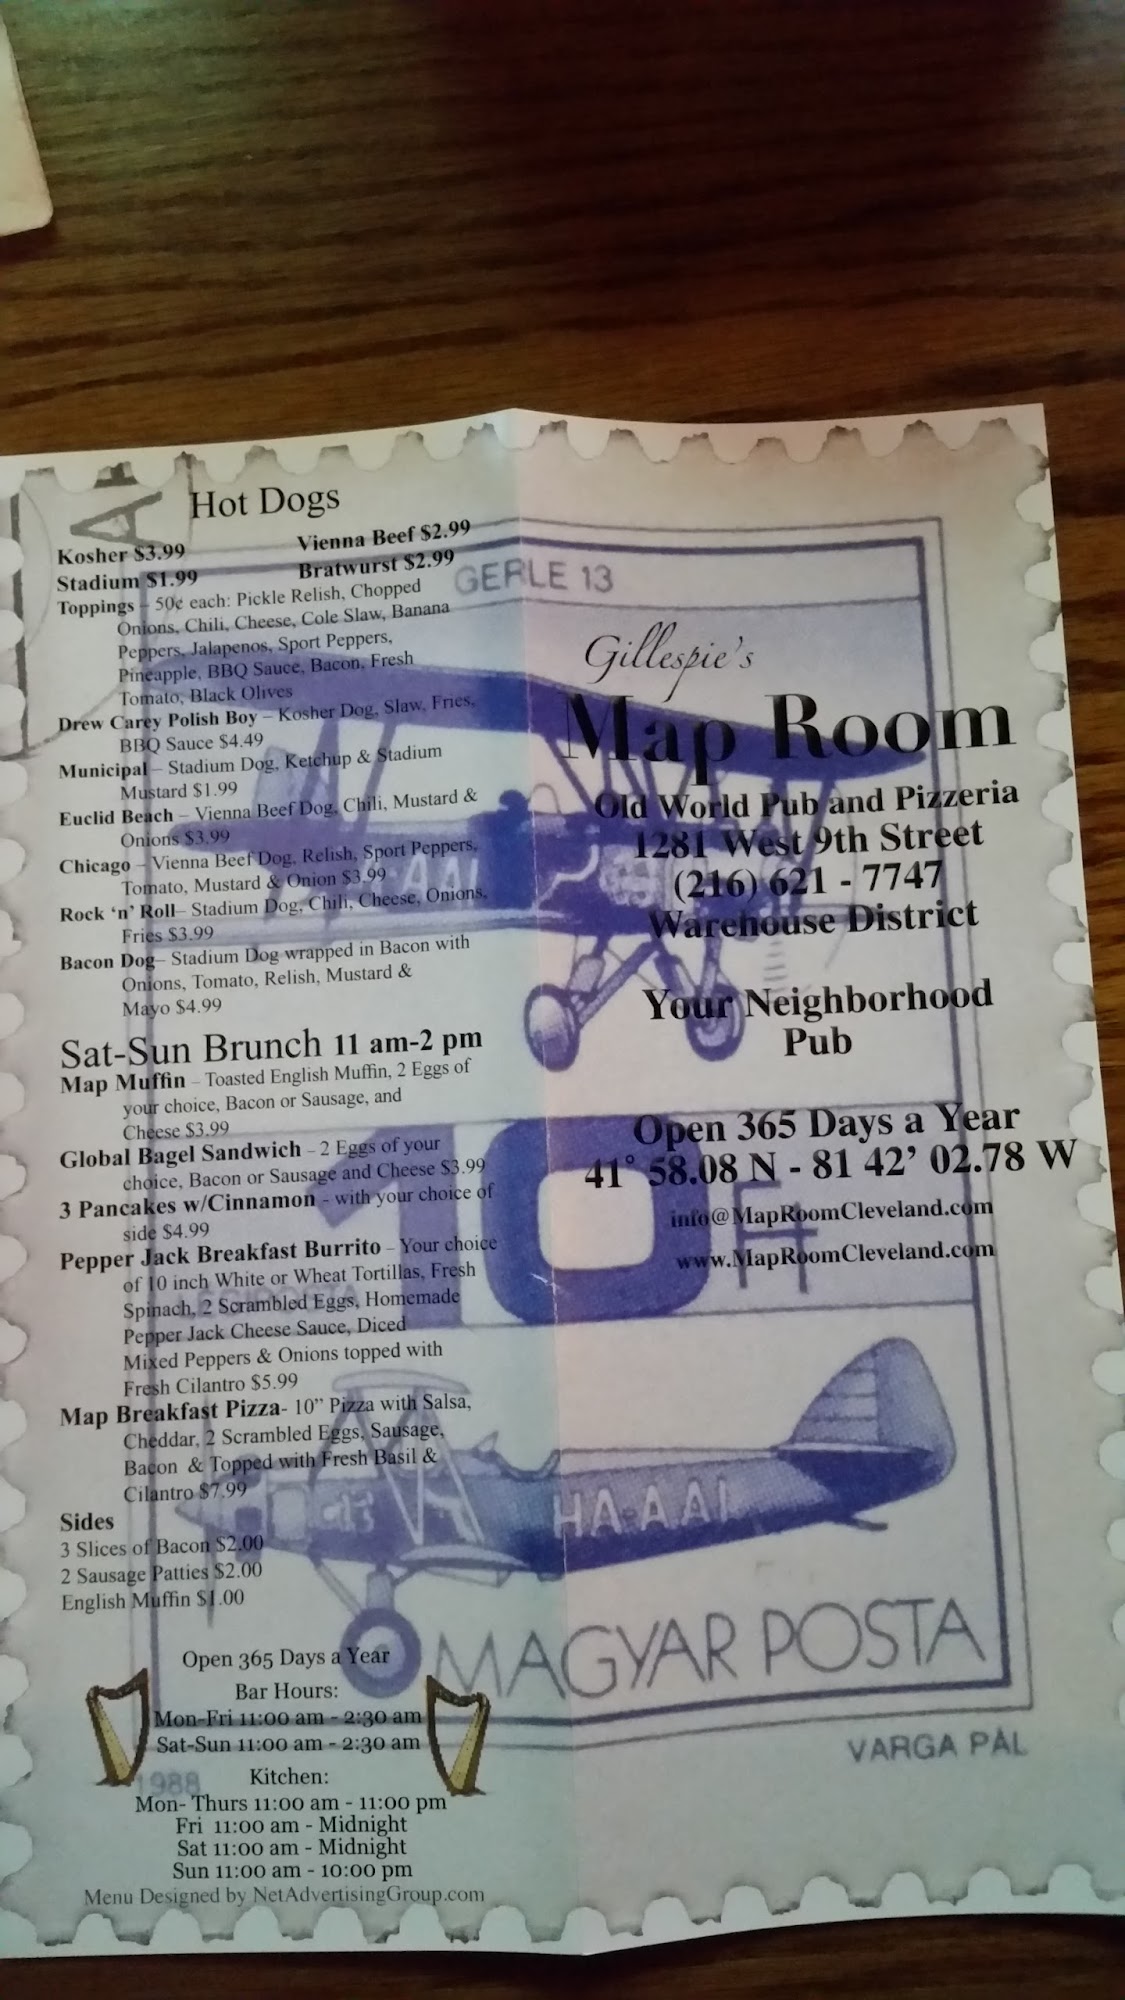 Hot Dogs
Kosher $3.99
Vienna Beef $2.99
Stadium $1.99
Bratwurst $2.99
Toppings – 50¢ each: Pickle Relish, Chopped
Onions, Chili, Cheese, Cole Slaw, Banana
Peppers, Jalapenos, Sport Peppers,
Pineapple, BBQ Sauce, Bacon, Fresh
Tomato, Black Olives
Drew Carey Polish Boy – Kosher Dog, Slaw, Fries,
BBQ Sauce $4.49
Municipal – Stadium Dog, Ketchup & Stadium
Mustard $1.99
Euclid Beach – Vienna Beef Dog, Chili, Mustard &
Onions $3.99
Chicago – Vienna Beef Dog, Relish, Sport Peppers,
Tomato, Mustard & Onion $3.99
Rock 'n' Roll– Stadium Dog, Chili, Cheese, Onions,
Fries $3.99
Bacon Dog– Stadium Dog wrapped in Bacon with
Onions, Tomato, Relish, Mustard &
Mayo $4.99
Sat-Sun Brunch 11 am-2 pm
Map Muffin – Toasted English Muffin, 2 Eggs of
your choice, Bacon or Sausage, and
Cheese $3.99
Global Bagel Sandwich – 2 Eggs of your
choice, Bacon or Sausage and Cheese $3.99
3 Pancakes w/Cinnamon - with your choice of
side $4.99
Pepper Jack Breakfast Burrito – Your choice
of 10 inch White or Wheat Tortillas, Fresh
Spinach, 2 Scrambled Eggs, Homemade
Pepper Jack Cheese Sauce, Diced
Mixed Peppers & Onions topped with
Fresh Cilantro $5.99
Map Breakfast Pizza- 10” Pizza with Salsa,
Cheddar, 2 Scrambled Eggs, Sausage,
Bacon & Topped with Fresh Basil &
Cilantro $7.99
Sides
3 Slices of Bacon $2.00
2 Sausage Patties $2.00
English Muffin $1.00
Open 365 Days a Year
Bar Hours:
Mon-Fri 11:00 am - 2:30 am
Sat-Sun 11:00 am - 2:30 am
Kitchen:
Mon- Thurs 11:00 am - 11:00 pm
Fri 11:00 am - Midnight
Sat 11:00 am - Midnight
Sun 11:00 am - 10:00 pm
Menu Designed by NetAdvertisingGroup.com
1988
GERLE 13
Gillespie's
Map Room
Old World Pub and Pizzeria
1281 West 9th Street
(216) 621 - 7747
Warehouse District
Your Neighborhood
Pub
Open 365 Days a Year
41° 58.08 N - 81 42’ 02.78 W
info@MapRoomCleveland.com
www.MapRoomCleveland.com
10 Ft
HA-AAI
MAGYAR POSTA
VARGA PÁL